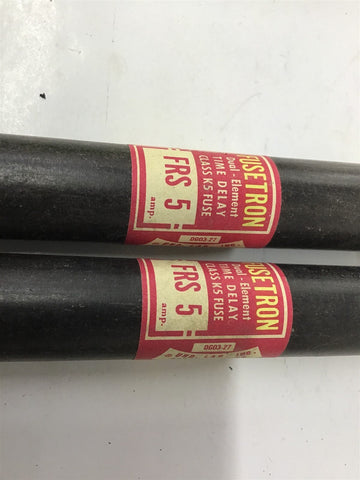 FUSETRON
Dual - Element
TIME DELAY
CLASS K5 FUSE
FRS 5
amp.
0603-27
FUSETRON
Dual - Element
TIME DELAY
CLASS K5 FUSE
FRS 5
amp.
0603-27